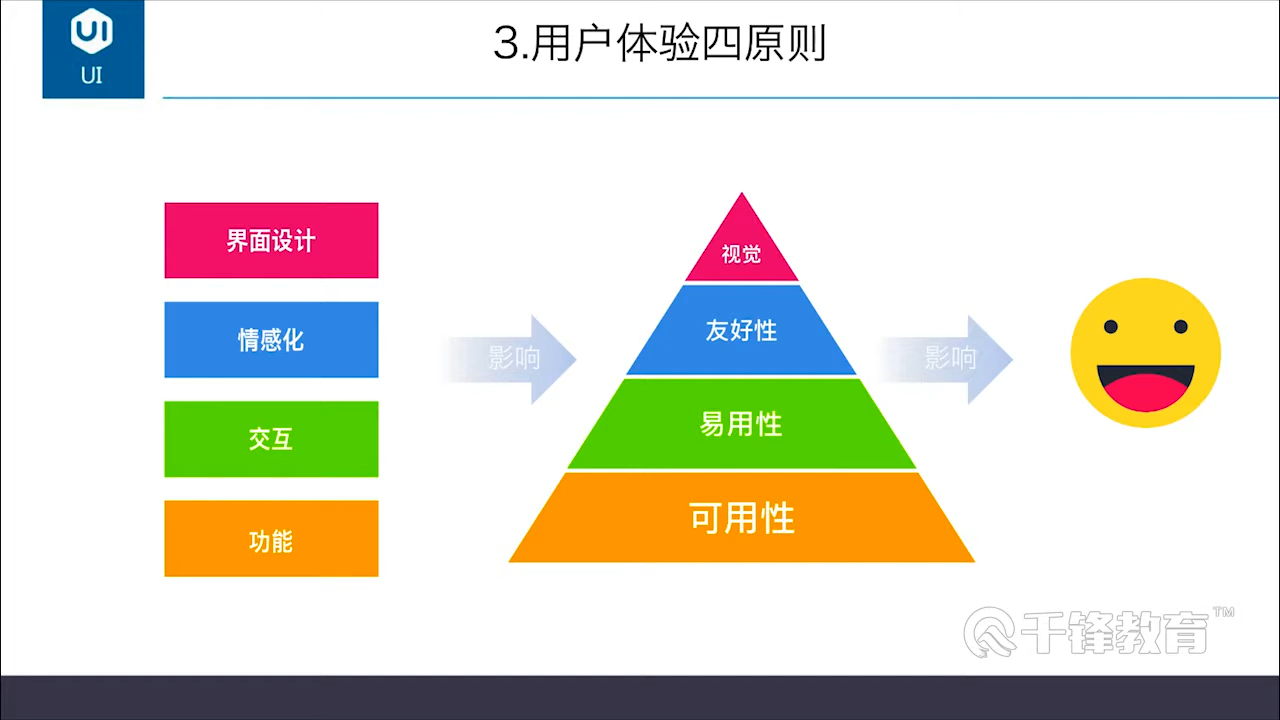 UI
UI
3.用户体验四原则
界面设计
情感化
交互
功能
影响
视觉
友好性
易用性
可用性
影响
千锋教育™